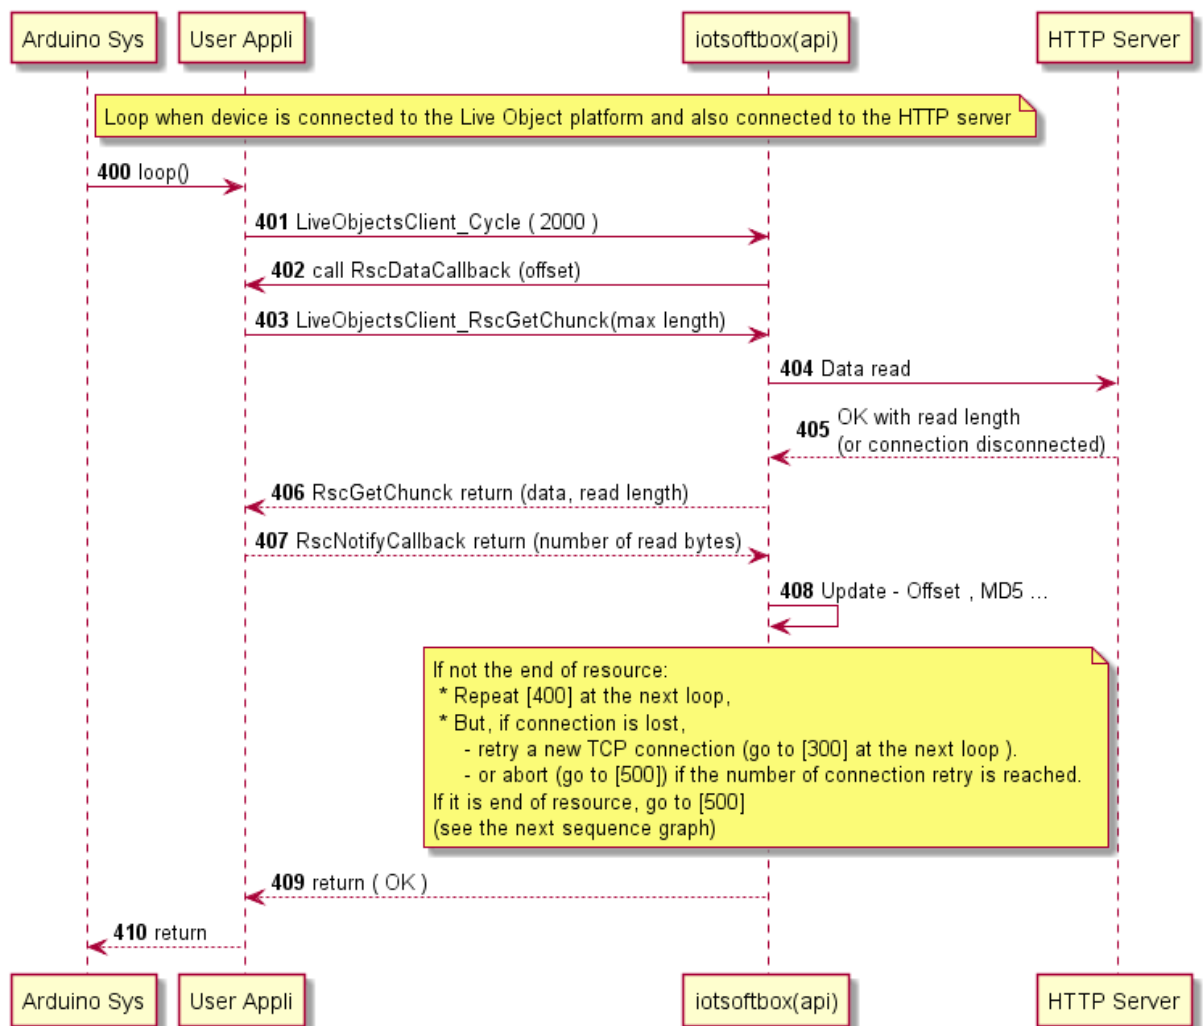 Arduino Sys
User Appli
iotsoftbox(api)
HTTP Server
Loop when device is connected to the Live Object platform and also connected to the HTTP server
400 loop()
401 LiveObjectsClient_Cycle ( 2000 )
402 call RscDataCallback (offset)
403 LiveObjectsClient_RscGetChunck(max length)
404 Data read
405 OK with read length
(or connection disconnected)
406 RscGetChunck return (data, read length)
407 RscNotifyCallback return (number of read bytes)
408 Update - Offset , MD5 ...
If not the end of resource:
* Repeat [400] at the next loop,
* But, if connection is lost,
- retry a new TCP connection (go to [300] at the next loop ).
- or abort (go to [500]) if the number of connection retry is reached.
If it is end of resource, go to [500]
(see the next sequence graph)
409 return ( OK )
410 return
Arduino Sys
User Appli
iotsoftbox(api)
HTTP Server